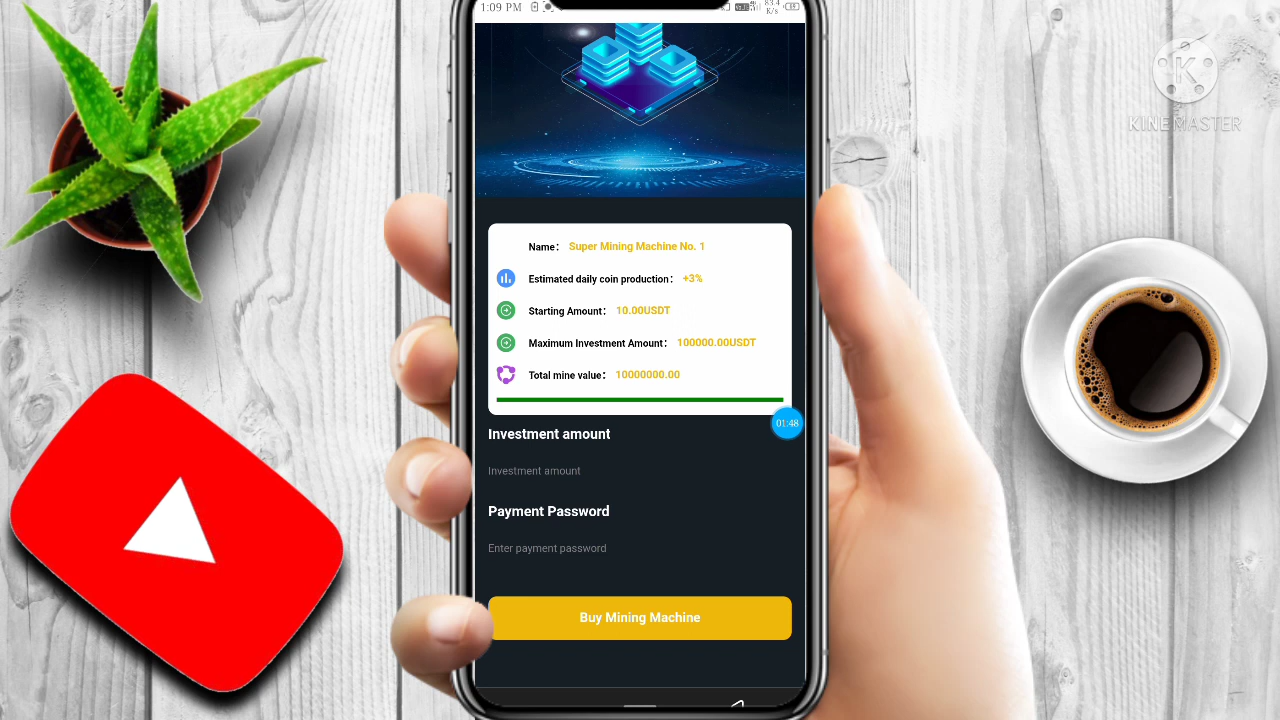 1:09 PM
83.4
K/s
KINEMASTER
Name: Super Mining Machine No. 1
Estimated daily coin production: +3%
Starting Amount: 10.00USDT
Maximum Investment Amount: 100000.00USDT
Total mine value: 10000000.00
01:48
Investment amount
Investment amount
Payment Password
Enter payment password
Buy Mining Machine